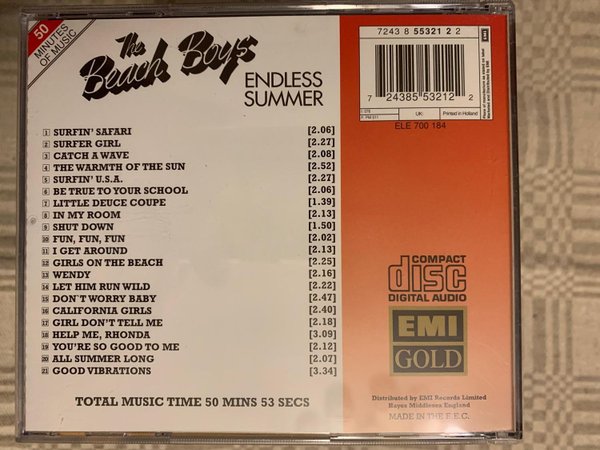 50
MINUTES
OF MUSIC
The
Beach Boys
ENDLESS
SUMMER
7243 8 55321 2 2
7 24385 53212 2
UK:
Printed in Holland
ELE 700 184
1 SURFIN' SAFARI [2.06]
2 SURFER GIRL [2.27]
3 CATCH A WAVE [2.08]
4 THE WARMTH OF THE SUN [2.52]
5 SURFIN' U.S.A. [2.27]
6 BE TRUE TO YOUR SCHOOL [2.06]
7 LITTLE DEUCE COUPE [1.39]
8 IN MY ROOM [2.13]
9 SHUT DOWN [1.50]
10 FUN, FUN, FUN [2.02]
11 I GET AROUND [2.13]
12 GIRLS ON THE BEACH [2.25]
13 WENDY [2.16]
14 LET HIM RUN WILD [2.22]
15 DON'T WORRY BABY [2.47]
16 CALIFORNIA GIRLS [2.40]
17 GIRL DON'T TELL ME [2.18]
18 HELP ME, RHONDA [3.09]
19 YOU'RE SO GOOD TO ME [2.12]
20 ALL SUMMER LONG [2.07]
21 GOOD VIBRATIONS [3.34]
TOTAL MUSIC TIME 50 MINS 53 SECS
COMPACT
disc
DIGITAL AUDIO
EMI
GOLD
Distributed by EMI Records Limited
Hayes Middlesex England
MADE IN THE E.E.C.